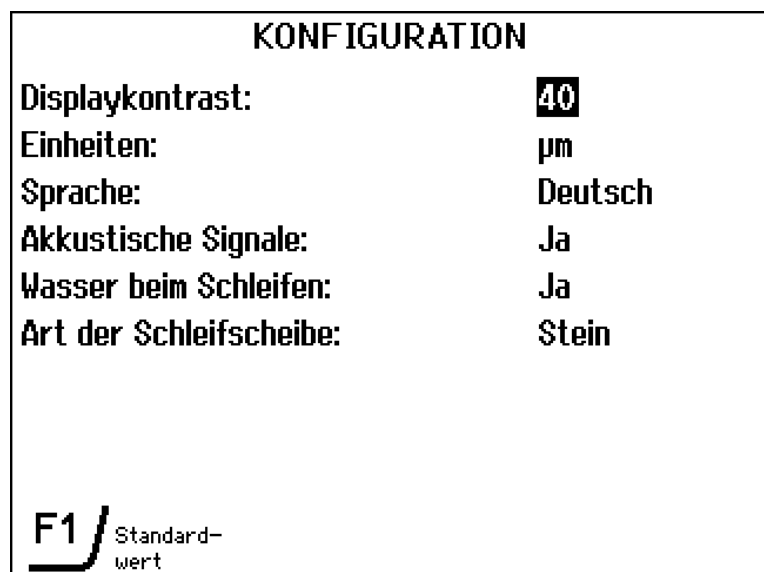 KONFIGURATION
Displaykontrast: 40
Einheiten: µm
Sprache: Deutsch
Akkustische Signale: Ja
Wasser beim Schleifen: Ja
Art der Schleifscheibe: Stein
F1 Standard-
wert